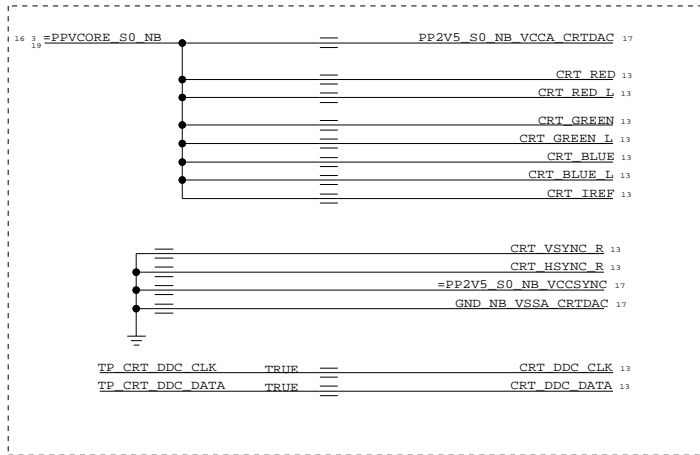 16 3 =PPVCORE_S0_NB PP2V5_S0_NB_VCCA_CRTDAC 17
19
CRT_RED 13
CRT_RED_L 13
CRT_GREEN 13
CRT_GREEN_L 13
CRT_BLUE 13
CRT_BLUE_L 13
CRT_IREF 13
CRT_VSYNC_R 13
CRT_HSYNC_R 13
=PP2V5_S0_NB_VCCSYNC 17
GND_NB_VSSA_CRTDAC 17
TP_CRT_DDC_CLK TRUE CRT_DDC_CLK 13
TP_CRT_DDC_DATA TRUE CRT_DDC_DATA 13